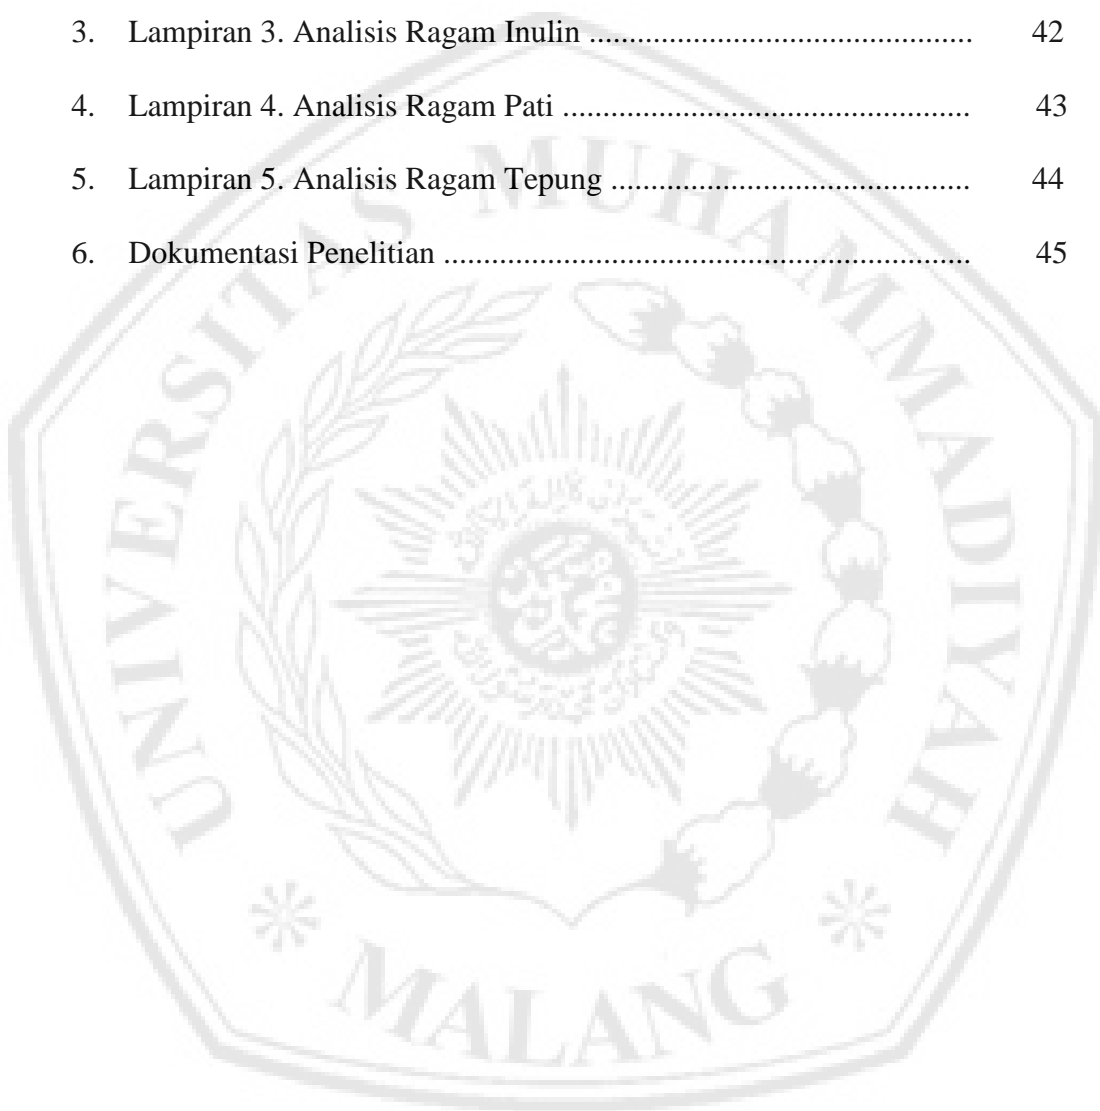 3. Lampiran 3. Analisis Ragam Inulin ............................................... 42
4. Lampiran 4. Analisis Ragam Pati .................................................. 43
5. Lampiran 5. Analisis Ragam Tepung ............................................ 44
6. Dokumentasi Penelitian ................................................................. 45
UNIVERSITAS MUHAMMADIYAH
MALANG